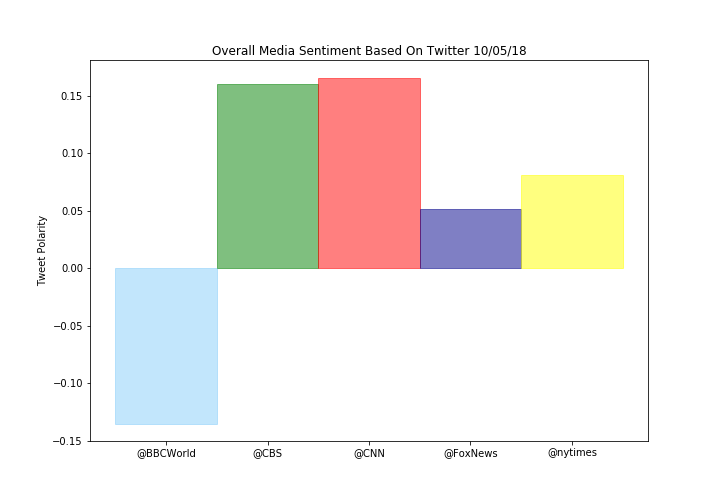 Overall Media Sentiment Based On Twitter 10/05/18
Tweet Polarity
0.15
0.10
0.05
0.00
−0.05
−0.10
−0.15
@BBCWorld @CBS @CNN @FoxNews @nytimes